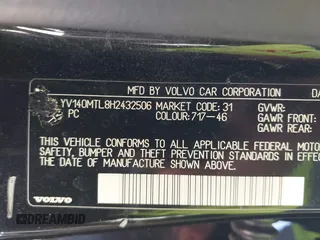 MFD BY VOLVO CAR CORPORATION DA
YV140MTL8H2432506 MARKET CODE: 31 GVWR:
PC COLOUR: 717-46 GAWR FRONT:
GAWR REAR:
THIS VEHICLE CONFORMS TO ALL APPLICABLE FEDERAL MOTOR
SAFETY, BUMPER AND THEFT PREVENTION STANDARDS IN EFFE
DATE OF MANUFACTURE SHOWN ABOVE.
VOLVO
DREAMBID